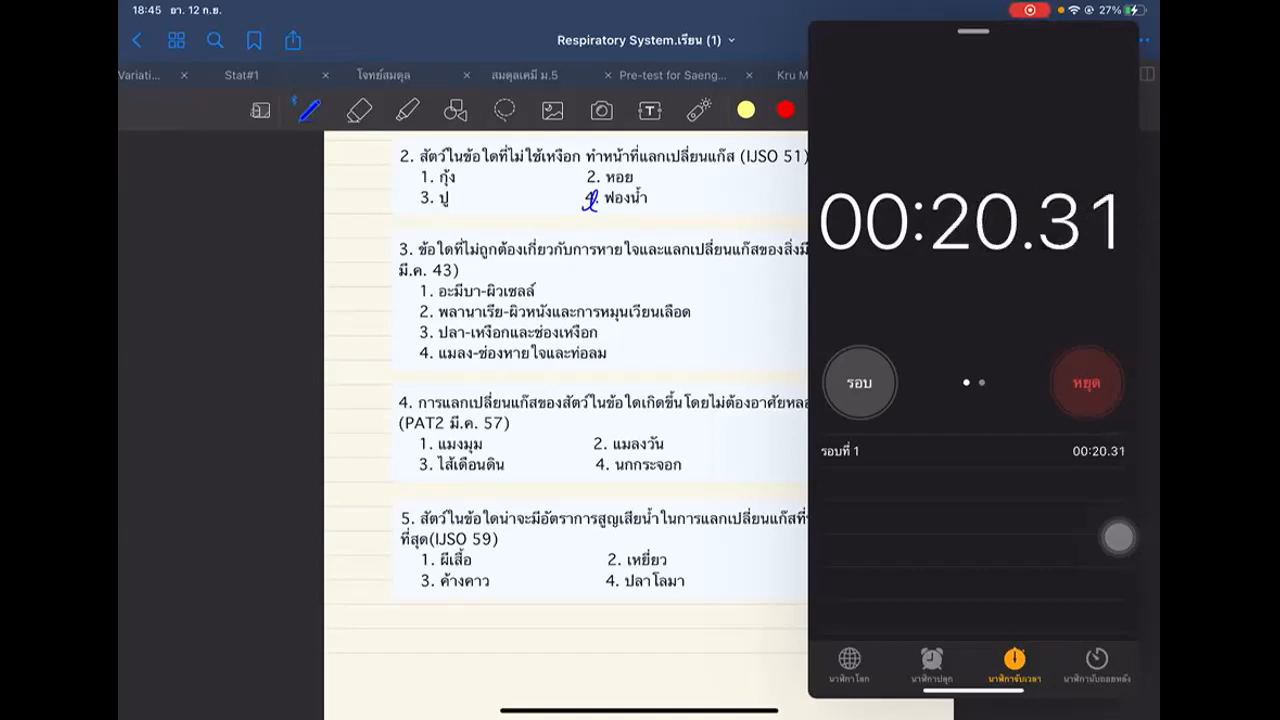 18:45 อา. 12 ก.ย.
27%
Respiratory System.เรียน (1)
Variati... Stat#1 โจทย์สมดุล สมดุลเคมี ม.5 Pre-test for Saeng... Kru M
2. สัตว์ในข้อใดที่ไม่ใช้เหงือก ทำหน้าที่แลกเปลี่ยนแก๊ส (IJSO 51)
1. กุ้ง 2. หอย
3. ปู 4. ฟองน้ำ
3. ข้อใดที่ไม่ถูกต้องเกี่ยวกับการหายใจและแลกเปลี่ยนแก๊สของสิ่งมี
มี.ค. 43)
1. อะมีบา-ผิวเซลล์
2. พลานาเรีย-ผิวหนังและการหมุนเวียนเลือด
3. ปลา-เหงือกและช่องเหงือก
4. แมลง-ช่องหายใจและท่อลม
4. การแลกเปลี่ยนแก๊สของสัตว์ในข้อใดเกิดขึ้นโดยไม่ต้องอาศัยหลอ
(PAT2 มี.ค. 57)
1. แมงมุม 2. แมลงวัน
3. ไส้เดือนดิน 4. นกกระจอก
5. สัตว์ในข้อใดน่าจะมีอัตราการสูญเสียน้ำในการแลกเปลี่ยนแก๊สที่
ที่สุด(IJSO 59)
1. ผีเสื้อ 2. เหยี่ยว
3. ค้างคาว 4. ปลาโลมา
00:20.31
รอบ หยุด
รอบที่ 1 00:20.31
นาฬิกาโลก นาฬิกาปลุก นาฬิกาจับเวลา นาฬิกานับถอยหลัง